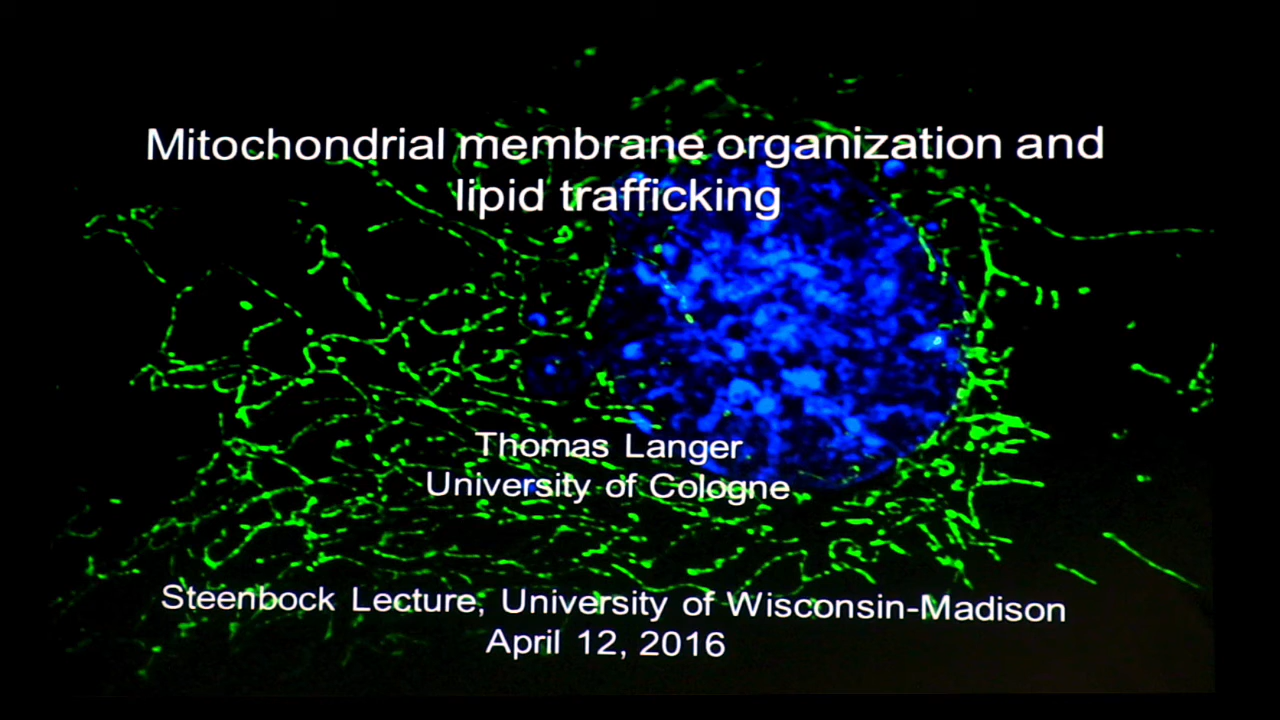 Mitochondrial membrane organization and
lipid trafficking
Thomas Langer
University of Cologne
Steenbock Lecture, University of Wisconsin-Madison
April 12, 2016